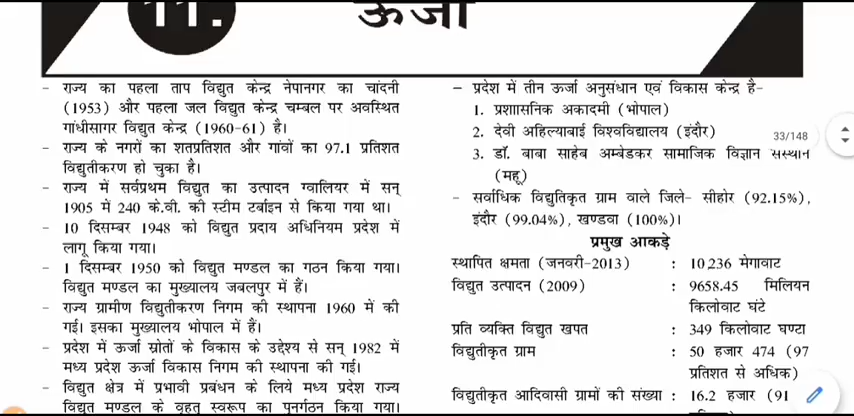 11.
ऊर्जा
- राज्य का पहला ताप विद्युत केन्द्र नेपानगर का चांदनी
(1953) और पहला जल विद्युत केन्द्र चम्बल पर अवस्थित
गांधीसागर विद्युत केन्द्र (1960-61) है।
- राज्य के नगरों का शतप्रतिशत और गांवों का 97.1 प्रतिशत
विद्युतीकरण हो चुका है।
- राज्य में सर्वप्रथम विद्युत का उत्पादन ग्वालियर में सन्
1905 में 240 के.वी. की स्टीम टर्बाइन से किया गया था।
- 10 दिसम्बर 1948 को विद्युत प्रदाय अधिनियम प्रदेश में
लागू किया गया।
- 1 दिसम्बर 1950 को विद्युत मण्डल का गठन किया गया।
विद्युत मण्डल का मुख्यालय जबलपुर में हैं।
- राज्य ग्रामीण विद्युतीकरण निगम की स्थापना 1960 में की
गई। इसका मुख्यालय भोपाल में हैं।
- प्रदेश में ऊर्जा स्रोतों के विकास के उद्देश्य से सन् 1982 में
मध्य प्रदेश ऊर्जा विकास निगम की स्थापना की गई।
- विद्युत क्षेत्र में प्रभावी प्रबंधन के लिये मध्य प्रदेश राज्य
विद्युत मण्डल के वृहत् स्वरूप का पुनर्गठन किया गया।
- प्रदेश में तीन ऊर्जा अनुसंधान एवं विकास केन्द्र है-
1. प्रशाासनिक अकादमी (भोपाल)
2. देवी अहिल्याबाई विश्वविद्यालय (इंदौर)
33/148
3. डॉ. बाबा साहेब अम्बेडकर सामाजिक विज्ञान संस्थान
(महू)
- सर्वाधिक विद्युतिकृत ग्राम वाले जिले- सीहोर (92.15%),
इंदौर (99.04%), खण्डवा (100%)।
प्रमुख आकड़े
स्थापित क्षमता (जनवरी-2013) : 10,236 मेगावाट
विद्युत उत्पादन (2009) : 9658.45 मिलियन
किलोवाट घंटे
प्रति व्यक्ति विद्युत खपत : 349 किलोवाट घण्टा
विद्युतीकृत ग्राम : 50 हजार 474 (97
प्रतिशत से अधिक)
विद्युतीकृत आदिवासी ग्रामों की संख्या : 16.2 हजार (91